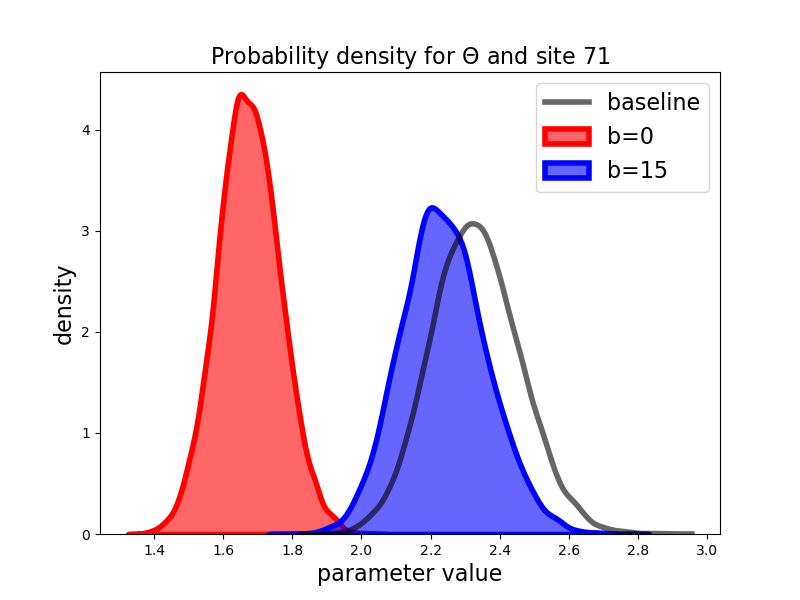 Probability density for Θ and site 71
baseline
b=0
b=15
density
4
3
2
1
0
1.4 1.6 1.8 2.0 2.2 2.4 2.6 2.8 3.0
parameter value